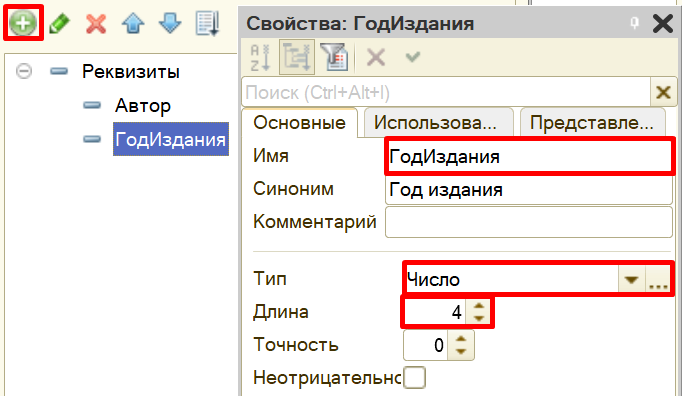 Реквизиты
Автор
ГодИздания
Свойства: ГодИздания
Поиск (Ctrl+Alt+I)
Основные Использова... Представле...
Имя ГодИздания
Синоним Год издания
Комментарий
Тип Число ...
Длина 4
Точность 0
Неотрицательно